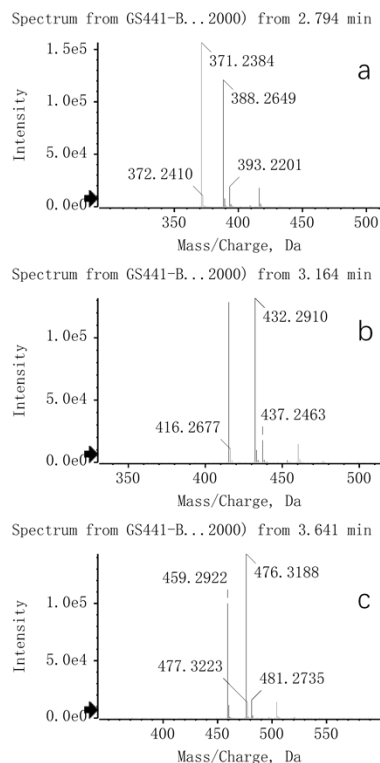 Spectrum from GS441-B...2000) from 2.794 min
a
1.5e5
371.2384
388.2649
1.0e5
Intensity
5.0e4
372.2410
393.2201
0.0e0
350 400 450 500
Mass/Charge, Da
Spectrum from GS441-B...2000) from 3.164 min
b
432.2910
1.0e5
Intensity
5.0e4
416.2677
437.2463
0.0e0
350 400 450 500
Mass/Charge, Da
Spectrum from GS441-B...2000) from 3.641 min
c
459.2922
476.3188
1.0e5
Intensity
5.0e4
477.3223
481.2735
0.0e0
400 450 500 550
Mass/Charge, Da